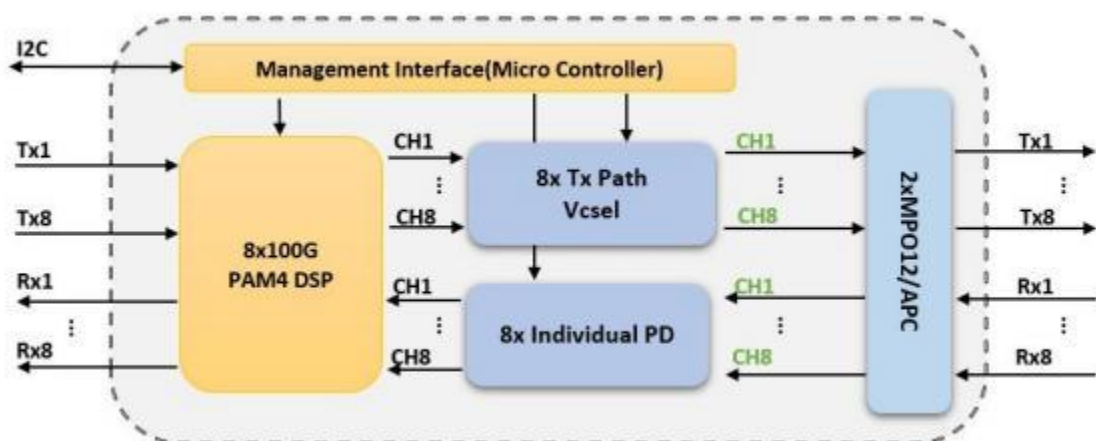 I2C
Management Interface(Micro Controller)
Tx1
Tx8
Rx1
...
Rx8
8x100G
PAM4 DSP
CH1
...
CH8
CH1
...
CH8
8x Tx Path
Vcsel
8x Individual PD
CH1
...
CH8
CH1
...
CH8
2xMPO12/APC
Tx1
...
Tx8
Rx1
...
Rx8